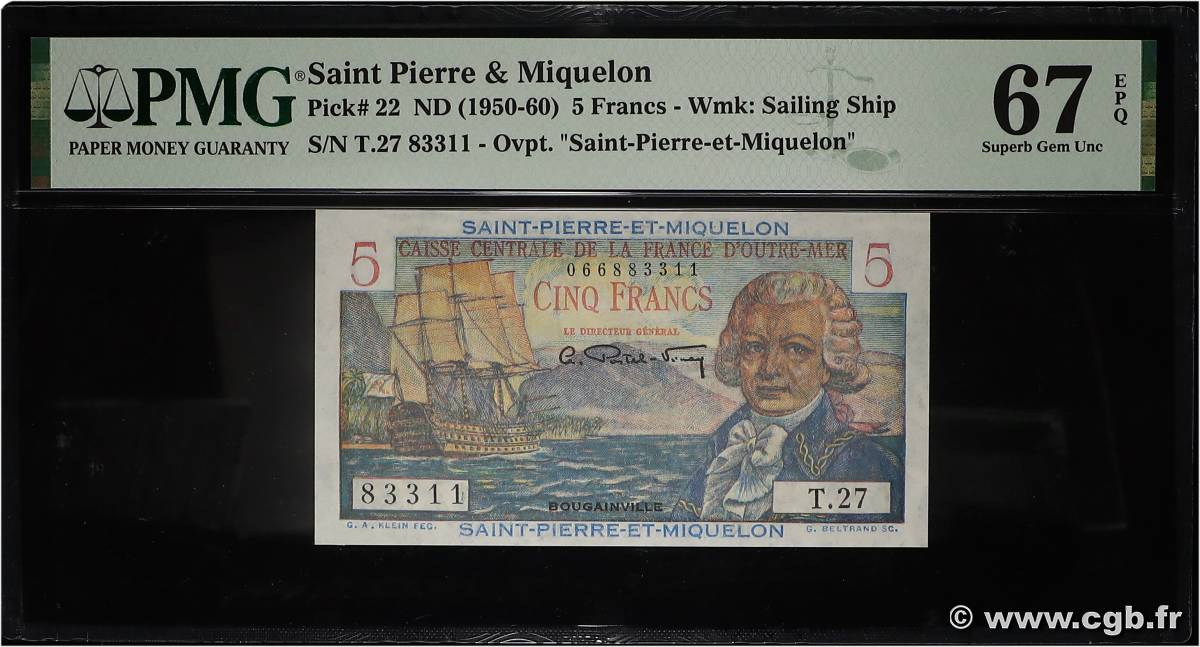 PMG®
PAPER MONEY GUARANTY
Saint Pierre & Miquelon
Pick# 22 ND (1950-60) 5 Francs - Wmk: Sailing Ship
S/N T.27 83311 - Ovpt. "Saint-Pierre-et-Miquelon"
67
EPQ
Superb Gem Unc
SAINT-PIERRE-ET-MIQUELON
5 CAISSE CENTRALE DE LA FRANCE D'OUTRE-MER 5
066883311
CINQ FRANCS
LE DIRECTEUR GÉNÉRAL
83311
BOUGAINVILLE
T.27
G. A. KLEIN FEC.
SAINT-PIERRE-ET-MIQUELON
G. BELTRAND SC.
© www.cgb.fr